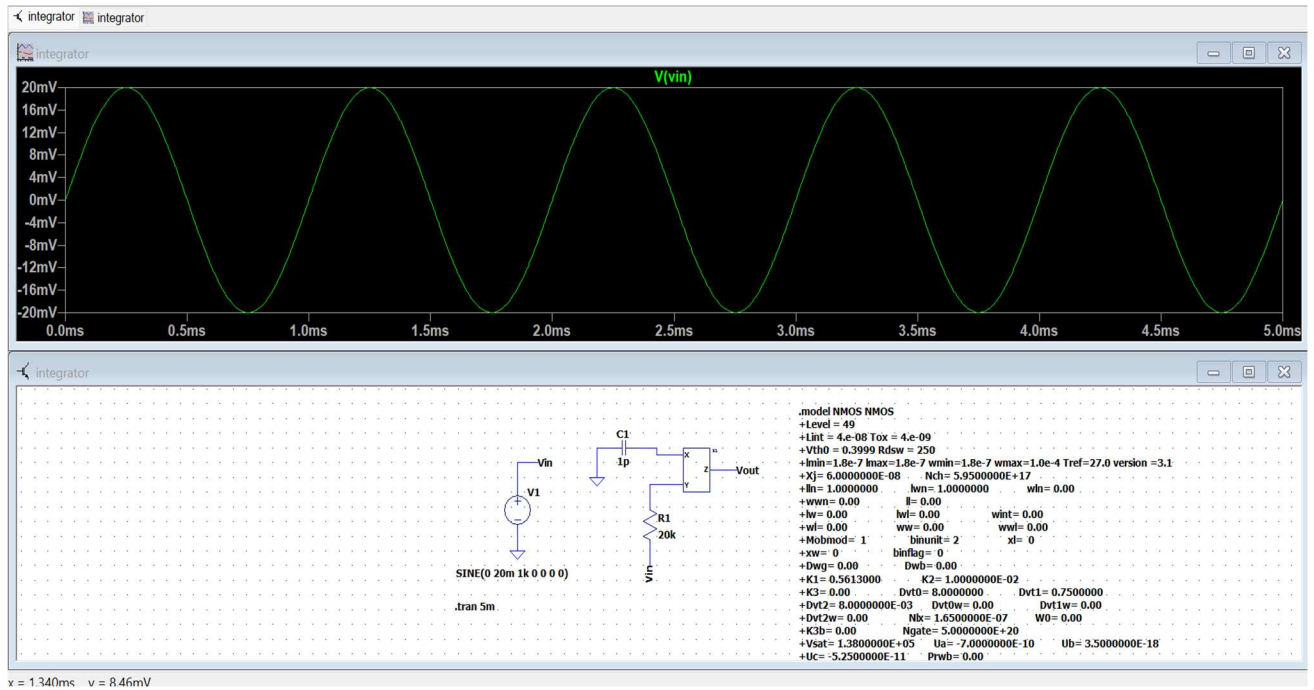 integrator integrator
integrator
V(vin)
20mV
16mV
12mV
8mV
4mV
0mV
-4mV
-8mV
-12mV
-16mV
-20mV
0.0ms 0.5ms 1.0ms 1.5ms 2.0ms 2.5ms 3.0ms 3.5ms 4.0ms 4.5ms 5.0ms
integrator
C1
1p
X
Y
Z
Vout
Vin
V1
R1
20k
vin
SINE(0 20m 1k 0 0 0 0)
.tran 5m
.model NMOS NMOS
+Level = 49
+Lint = 4.e-08 Tox = 4.e-09
+Vth0 = 0.3999 Rdsw = 250
+lmin=1.8e-7 lmax=1.8e-7 wmin=1.8e-7 wmax=1.0e-4 Tref=27.0 version =3.1
+Xj= 6.0000000E-08 Nch= 5.9500000E+17
+lln= 1.0000000 lwn= 1.0000000 wln= 0.00
+wwn= 0.00 ll= 0.00
+lw= 0.00 lwl= 0.00 wint= 0.00
+wl= 0.00 ww= 0.00 wwl= 0.00
+Mobmod= 1 binunit= 2 xl= 0
+xw= 0 binflag= 0
+Dwg= 0.00 Dwb= 0.00
+K1= 0.5613000 K2= 1.0000000E-02
+K3= 0.00 Dvt0= 8.0000000 Dvt1= 0.7500000
+Dvt2= 8.0000000E-03 Dvt0w= 0.00 Dvt1w= 0.00
+Dvt2w= 0.00 Nlx= 1.6500000E-07 W0= 0.00
+K3b= 0.00 Ngate= 5.0000000E+20
+Vsat= 1.3800000E+05 Ua= -7.0000000E-10 Ub= 3.5000000E-18
+Uc= -5.2500000E-11 Prwb= 0.00
x = 1.340ms y = 8.46mV